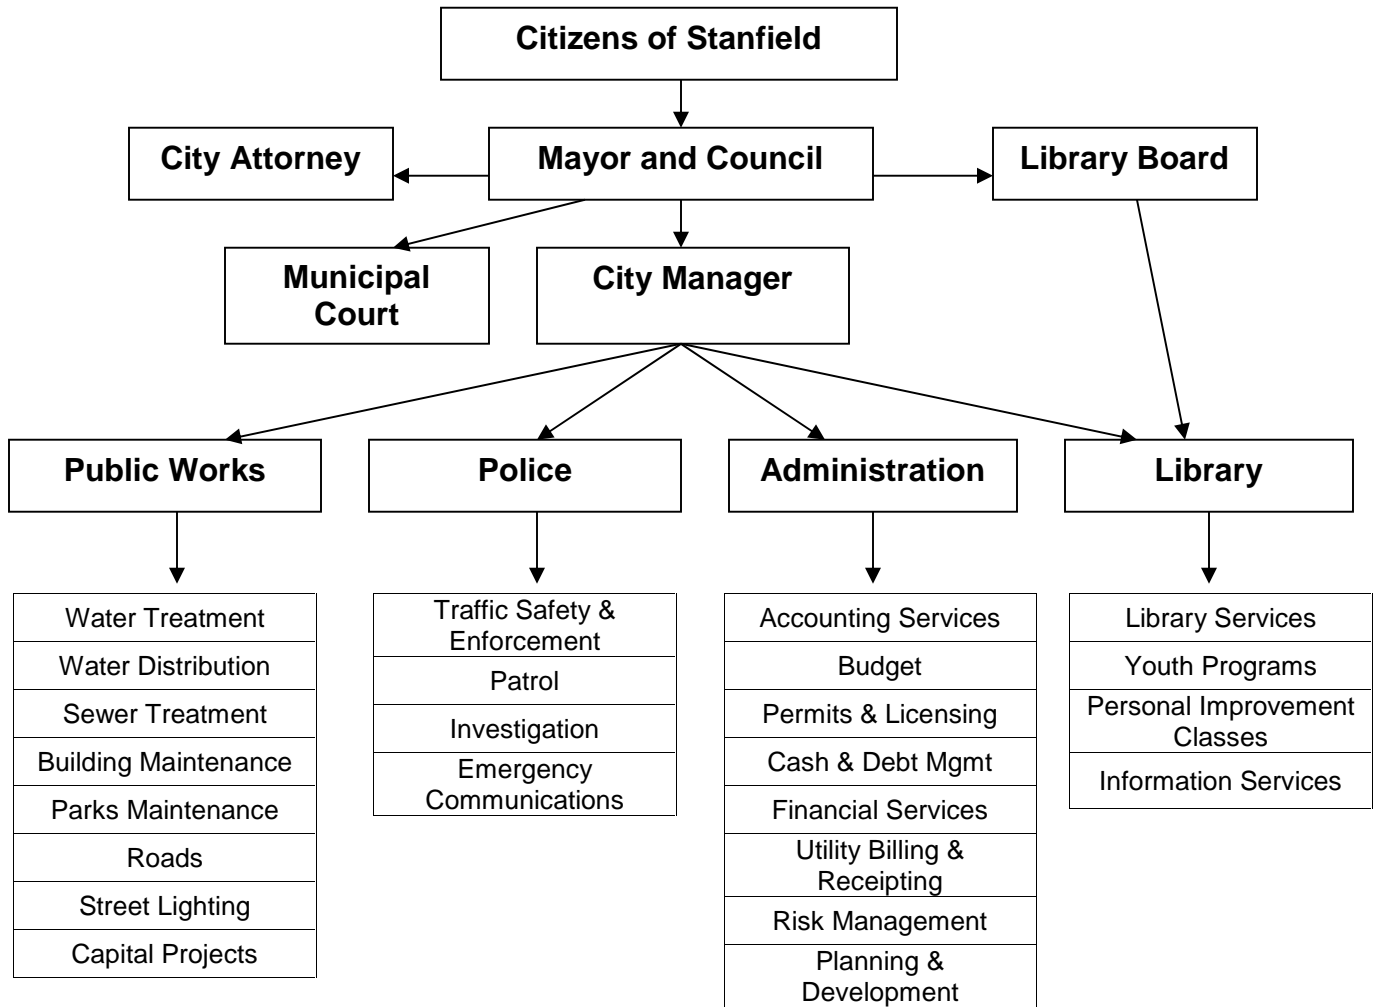 Citizens of Stanfield
City Attorney
Mayor and Council
Library Board
Municipal
Court
City Manager
Public Works
Police
Administration
Library
Water Treatment
Water Distribution
Sewer Treatment
Building Maintenance
Parks Maintenance
Roads
Street Lighting
Capital Projects
Traffic Safety &
Enforcement
Patrol
Investigation
Emergency
Communications
Accounting Services
Budget
Permits & Licensing
Cash & Debt Mgmt
Financial Services
Utility Billing &
Receipting
Risk Management
Planning &
Development
Library Services
Youth Programs
Personal Improvement
Classes
Information Services